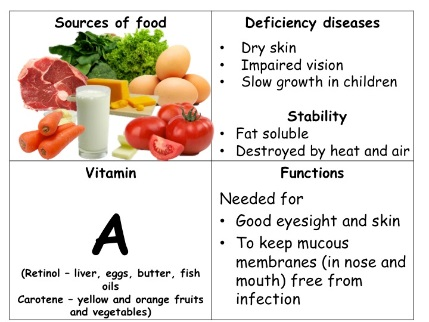 Sources of food
Deficiency diseases
• Dry skin
• Impaired vision
• Slow growth in children
Stability
• Fat soluble
• Destroyed by heat and air
Vitamin
A
(Retinol – liver, eggs, butter, fish
oils
Carotene – yellow and orange fruits
and vegetables)
Functions
Needed for
• Good eyesight and skin
• To keep mucous
membranes (in nose and
mouth) free from
infection